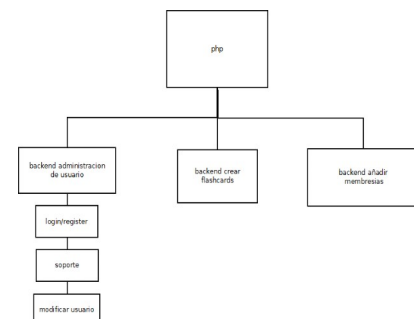 php
backend administracion
de usuario
backend crear
flashcards
backend añadir
membresias
login/register
soporte
modificar usuario